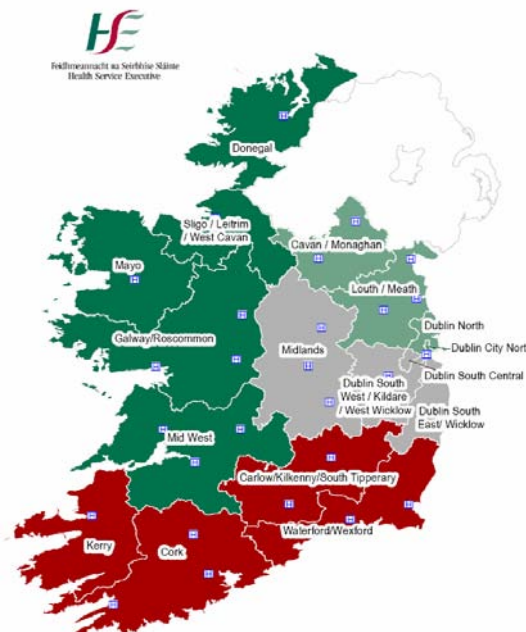 HSE
Feidhmeannacht na Seirbhíse Sláinte
Health Service Executive
Donegal
Sligo / Leitrim
/ West Cavan
Cavan / Monaghan
Mayo
Louth / Meath
Galway/Roscommon
Dublin North
Dublin City Nort
Midlands
Dublin South Central
Dublin South
West / Kildare
/ West Wicklow
Dublin South
East/ Wicklow
Mid West
Carlow/Kilkenny/South Tipperary
Waterford/Wexford
Kerry
Cork